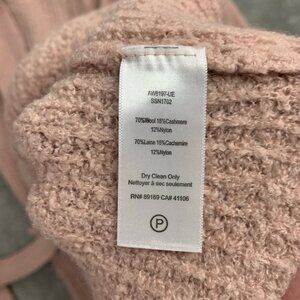 AW8197-UE
SSN1702
70%Wool 18%Cashmere
12%Nylon
70%Laine 18%Cachemire
12%Nylon
Dry Clean Only
Nettoyer à sec seulement
RN# 89169 CA# 41106
P